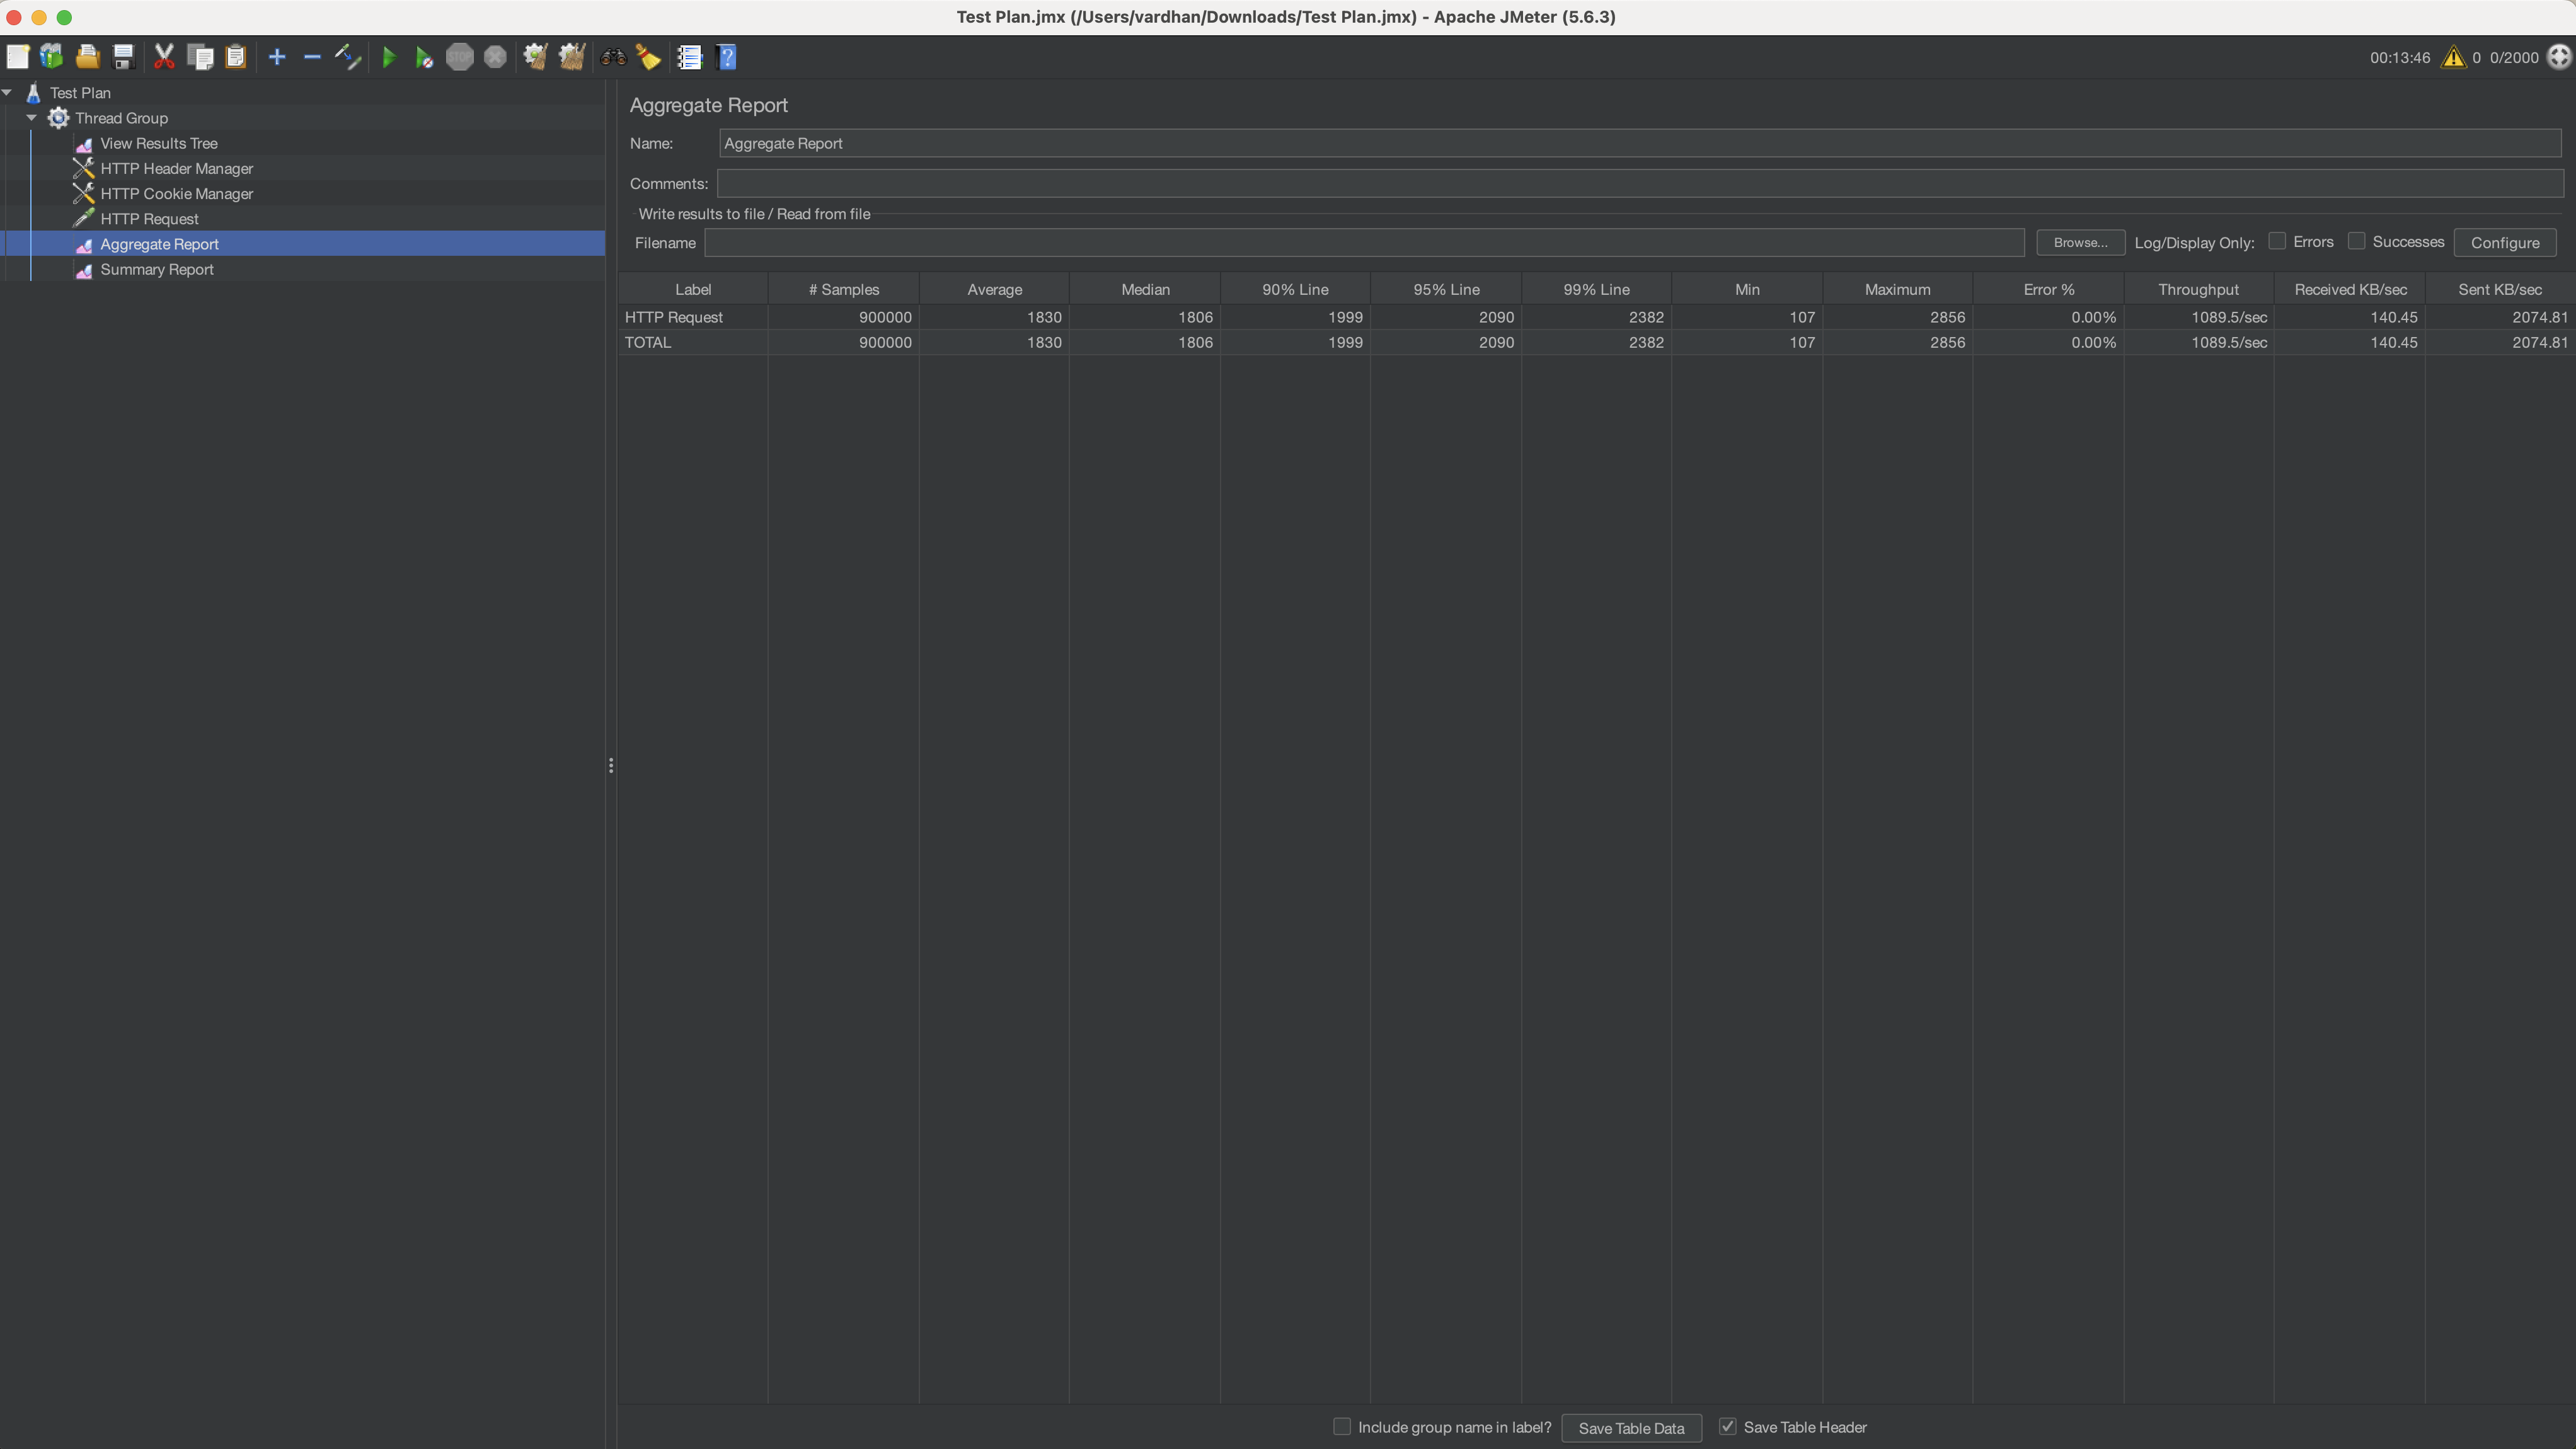 Test Plan.jmx (/Users/vardhan/Downloads/Test Plan.jmx) - Apache JMeter (5.6.3)
STOP 00:13:46 0 0/2000
Test Plan
Thread Group
View Results Tree
HTTP Header Manager
HTTP Cookie Manager
HTTP Request
Aggregate Report
Summary Report
Aggregate Report
Name: Aggregate Report
Comments:
Write results to file / Read from file
Filename Browse... Log/Display Only: Errors Successes Configure
Label # Samples Average Median 90% Line 95% Line 99% Line Min Maximum Error % Throughput Received KB/sec Sent KB/sec
HTTP Request 900000 1830 1806 1999 2090 2382 107 2856 0.00% 1089.5/sec 140.45 2074.81
TOTAL 900000 1830 1806 1999 2090 2382 107 2856 0.00% 1089.5/sec 140.45 2074.81
Include group name in label? Save Table Data Save Table Header